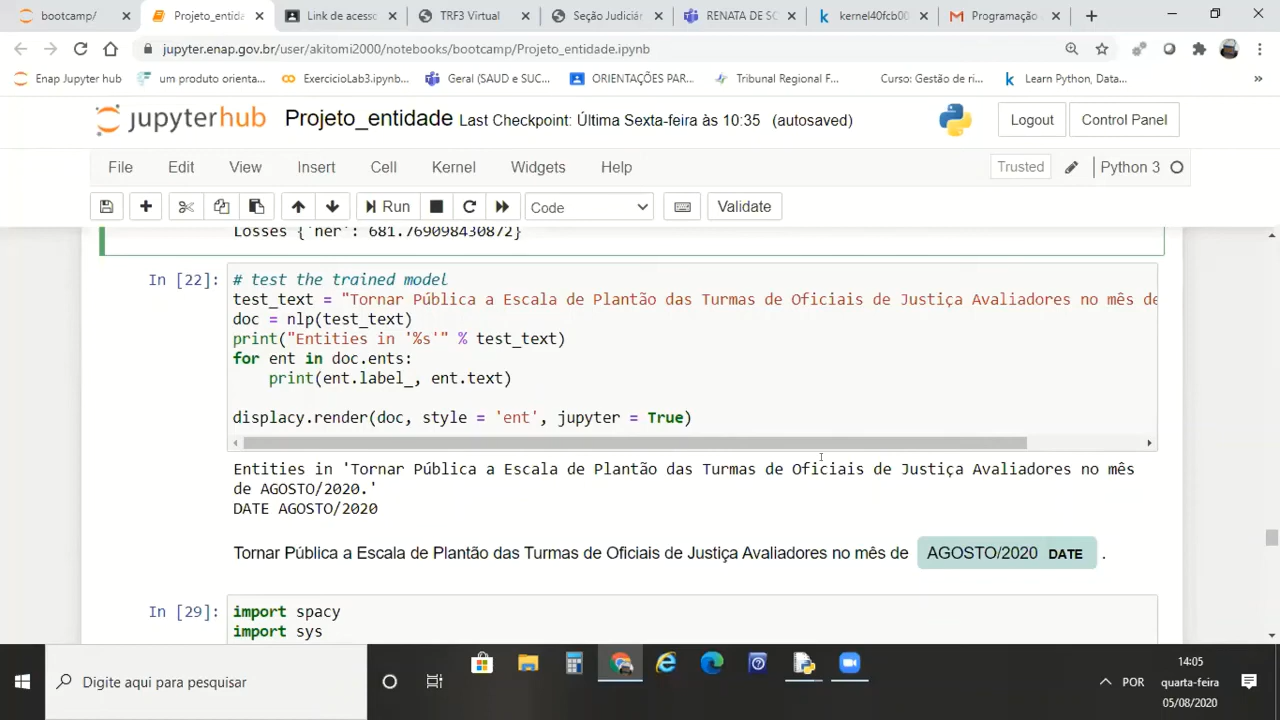 bootcamp/
Projeto_entida
Link de acesso
TRF3 Virtual
Seção Judiciár
RENATA DE SO
kernel40fcb00
Programação
jupyter.enap.gov.br/user/akitomi2000/notebooks/bootcamp/Projeto_entidade.ipynb
Enap Jupyter hub
um produto orienta...
ExercicioLab3.ipynb...
Geral (SAUD e SUC...
ORIENTAÇÕES PAR...
Tribunal Regional F...
Curso: Gestão de ri...
Learn Python, Data...
»
jupyterhub
Projeto_entidade Last Checkpoint: Última Sexta-feira às 10:35 (autosaved)
Logout
Control Panel
File Edit View Insert Cell Kernel Widgets Help
Trusted
Python 3
Run
Code
Validate
Losses {'ner': 681.769098430872}
In [22]:
# test the trained model
test_text = "Tornar Pública a Escala de Plantão das Turmas de Oficiais de Justiça Avaliadores no mês de
doc = nlp(test_text)
print("Entities in '%s'" % test_text)
for ent in doc.ents:
print(ent.label_, ent.text)
displacy.render(doc, style = 'ent', jupyter = True)
Entities in 'Tornar Pública a Escala de Plantão das Turmas de Oficiais de Justiça Avaliadores no mês
de AGOSTO/2020.'
DATE AGOSTO/2020
Tornar Pública a Escala de Plantão das Turmas de Oficiais de Justiça Avaliadores no mês de AGOSTO/2020 DATE .
In [29]:
import spacy
import sys
Digite aqui para pesquisar
POR
14:05
quarta-feira
05/08/2020